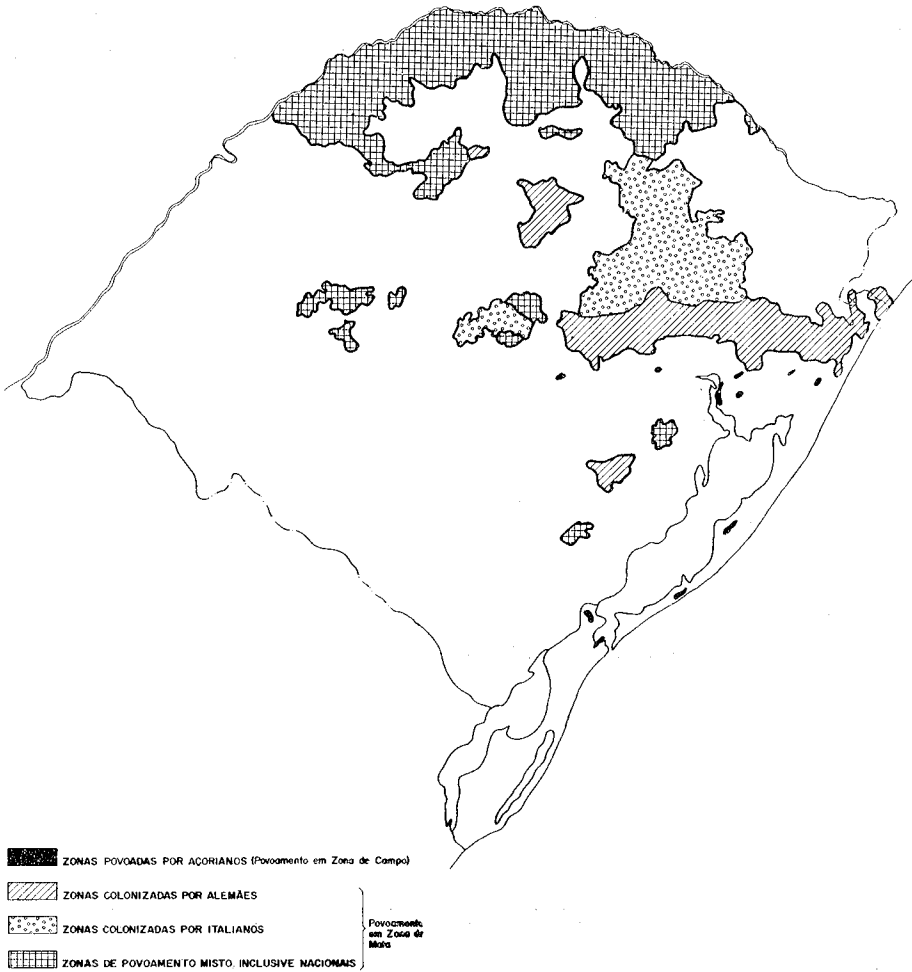 ZONAS POVOADAS POR AÇORIANOS (Povoamento em Zona de Campo)
ZONAS COLONIZADAS POR ALEMÃES
ZONAS COLONIZADAS POR ITALIANOS
ZONAS DE POVOAMENTO MISTO, INCLUSIVE NACIONAIS
Povoamento
em Zona de
Mata